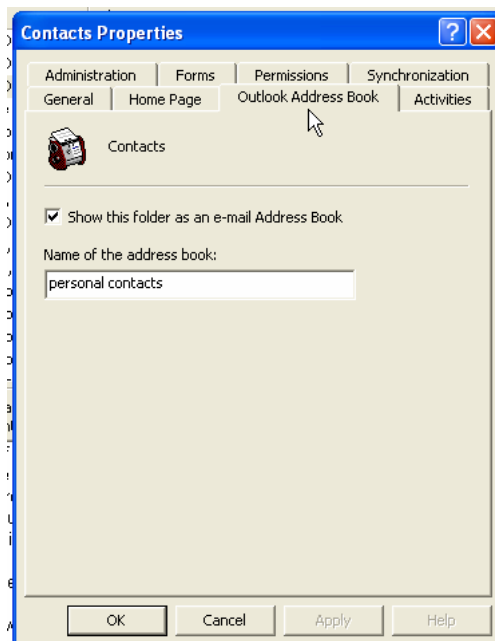 Contacts Properties
Administration Forms Permissions Synchronization
General Home Page Outlook Address Book Activities
Contacts
Show this folder as an e-mail Address Book
Name of the address book:
personal contacts
OK Cancel Apply Help